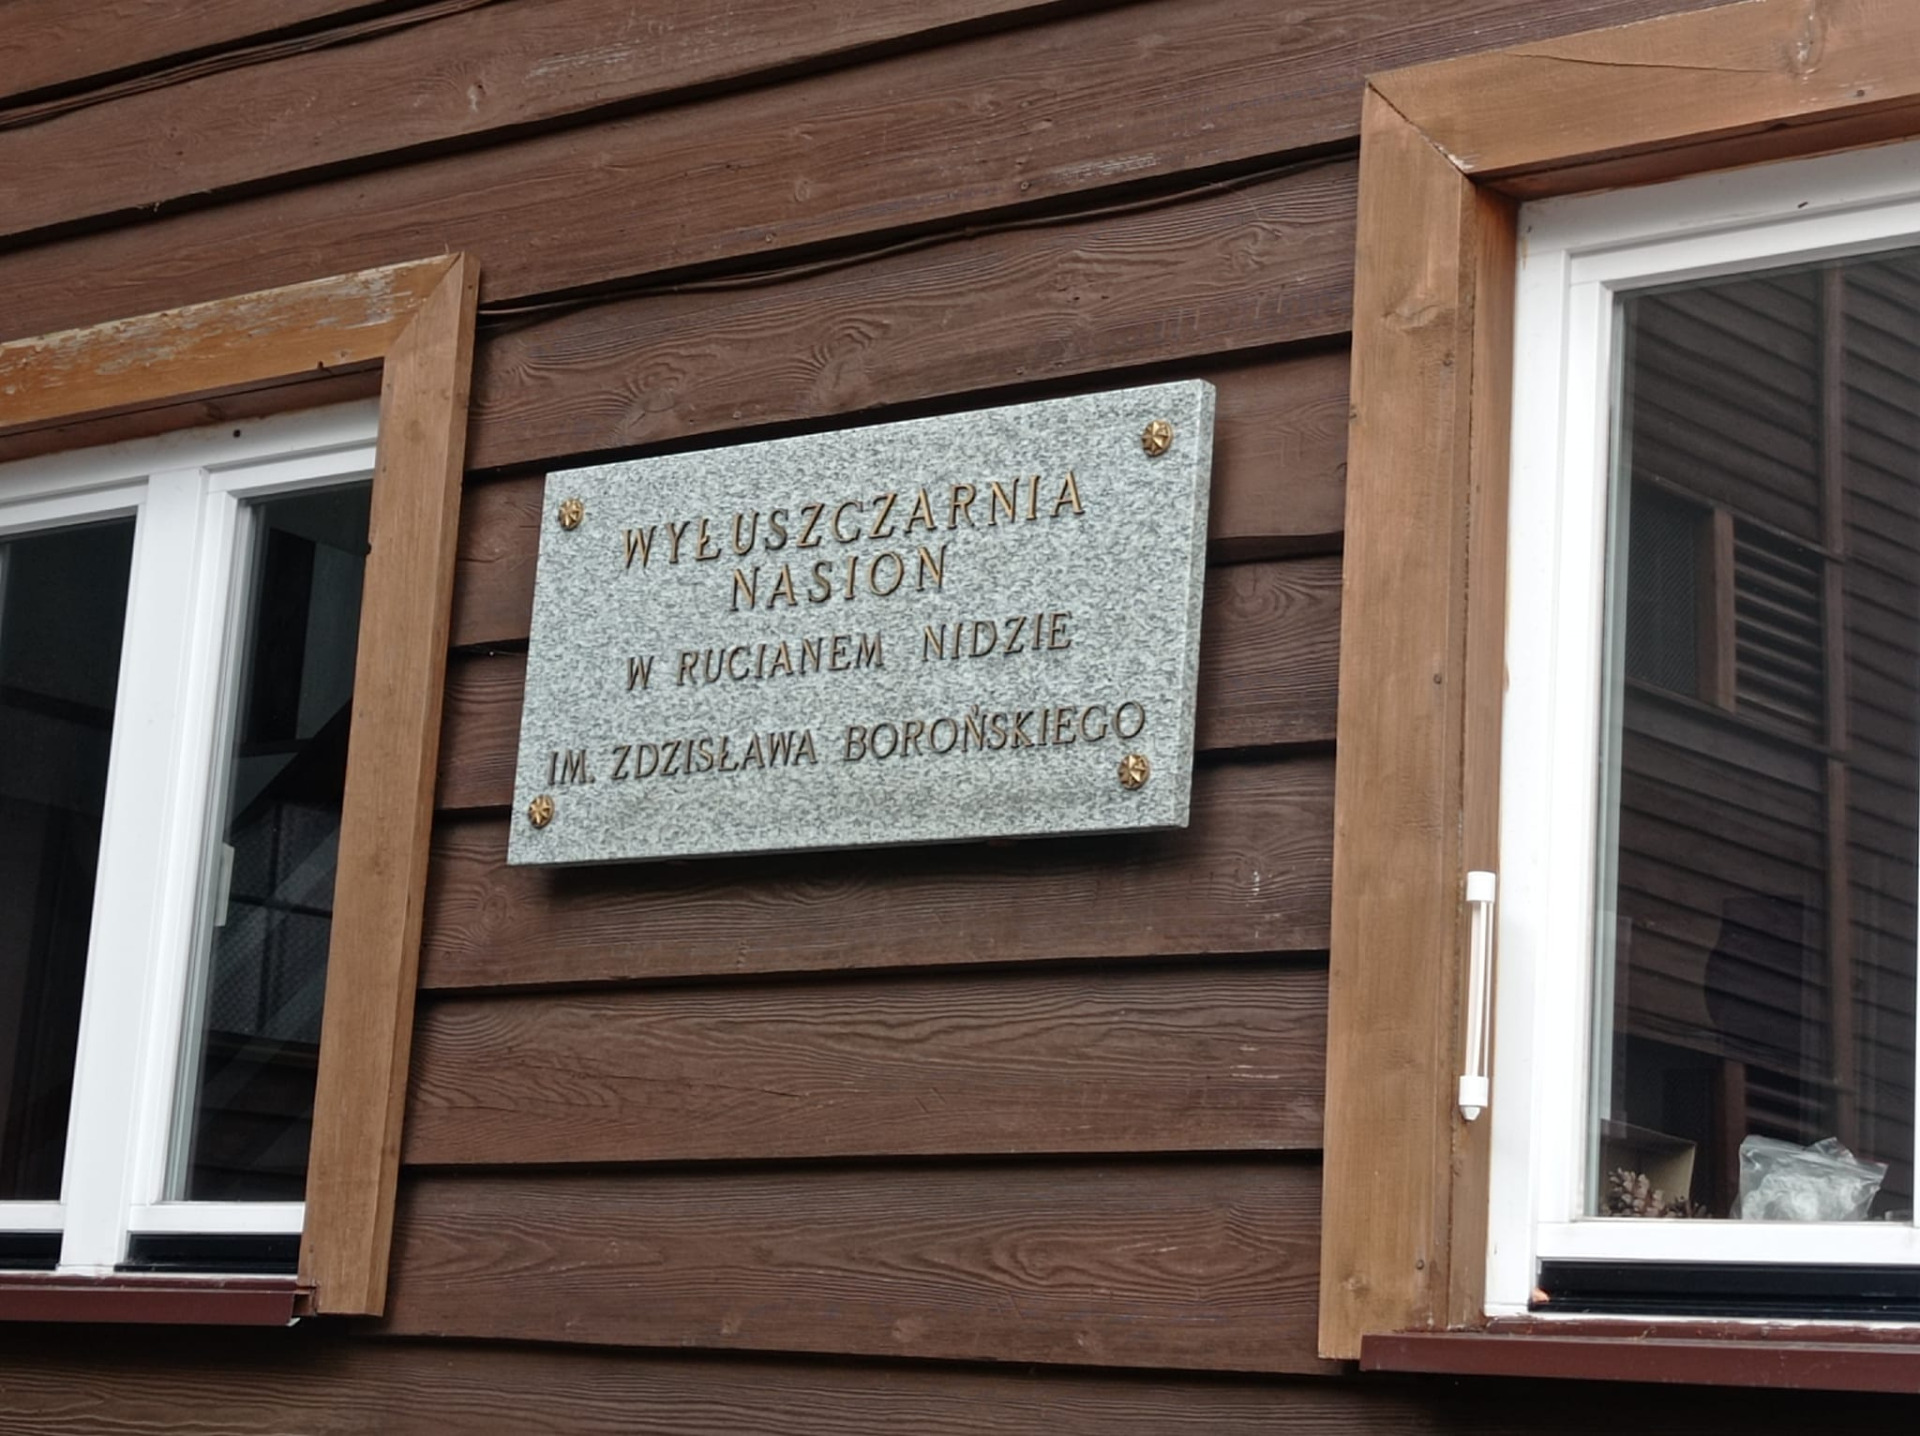 WYŁUSZCZARNIA
NASION
W RUCIANEM NIDZIE
IM. ZDZISŁAWA BOROŃSKIEGO